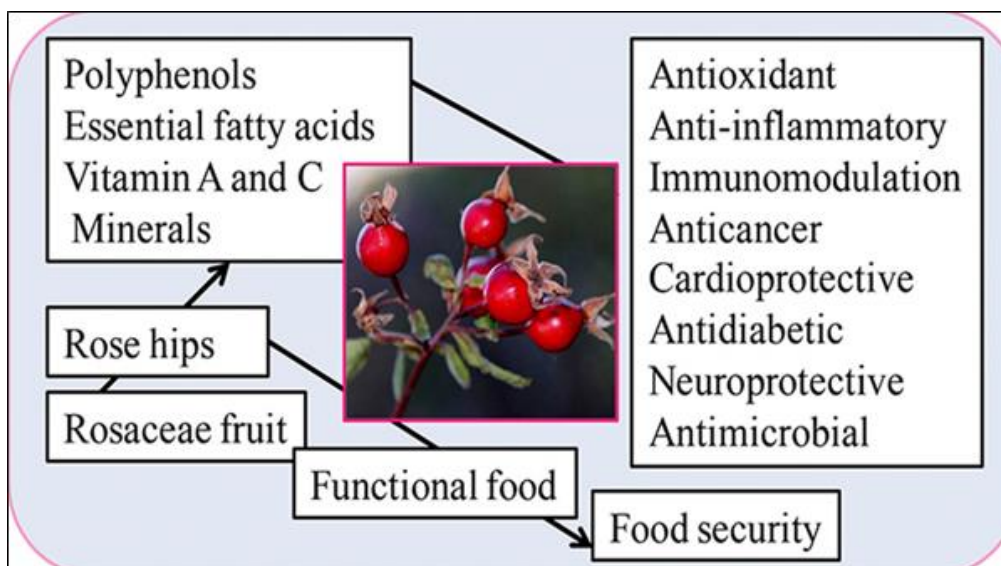 Polyphenols
Essential fatty acids
Vitamin A and C
Minerals
Antioxidant
Anti-inflammatory
Immunomodulation
Anticancer
Cardioprotective
Antidiabetic
Neuroprotective
Antimicrobial
Rose hips
Rosaceae fruit
Functional food
Food security